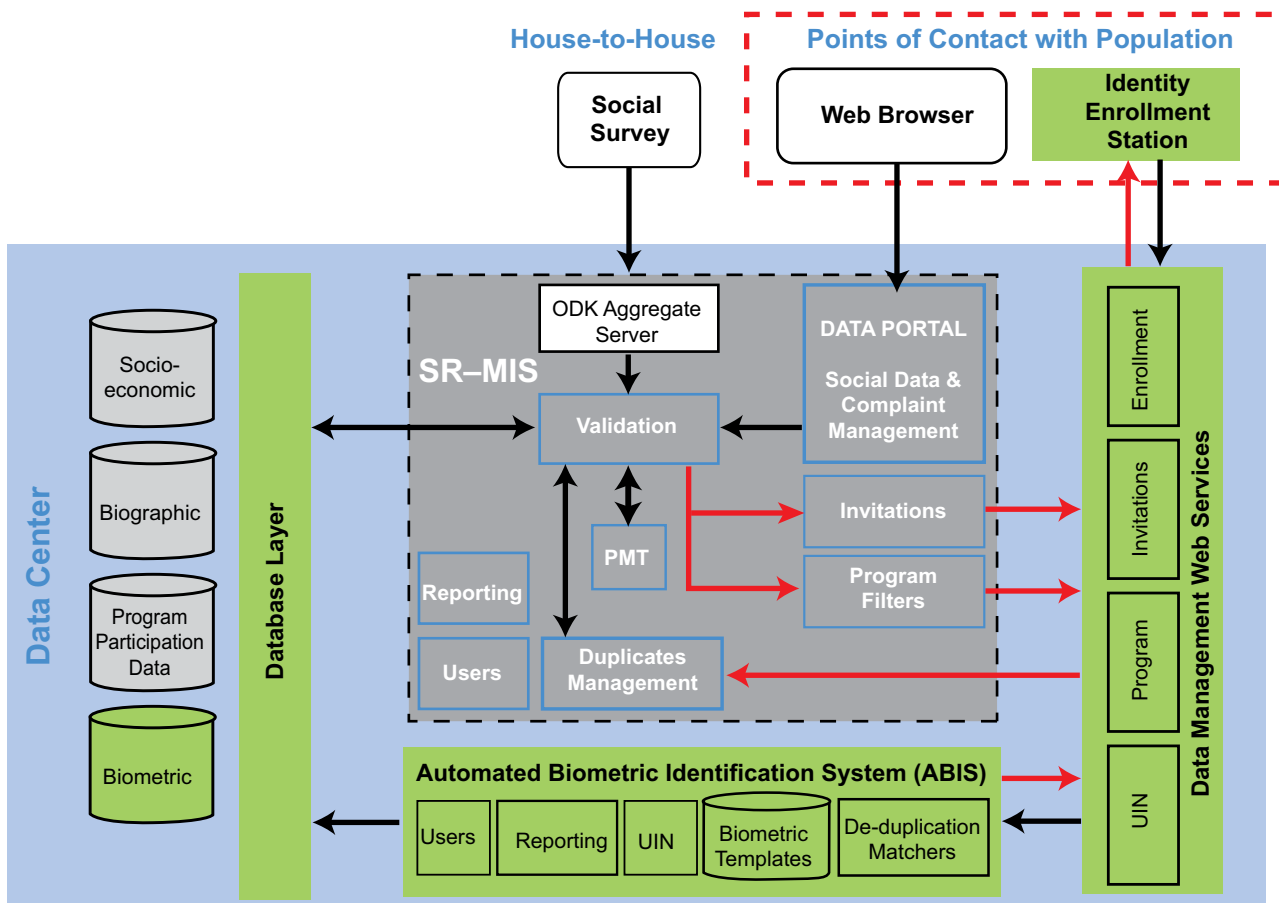 House-to-House
Points of Contact with Population
Social
Survey
Web Browser
Identity
Enrollment
Station
Data Center
Socio-
economic
Biographic
Program
Participation
Data
Biometric
Database Layer
SR–MIS
ODK Aggregate
Server
Validation
PMT
Reporting
Users
Duplicates
Management
DATA PORTAL
Social Data &
Complaint
Management
Invitations
Program
Filters
Automated Biometric Identification System (ABIS)
Users
Reporting
UIN
Biometric
Templates
De-duplication
Matchers
Enrollment
Invitations
Program
UIN
Data Management Web Services